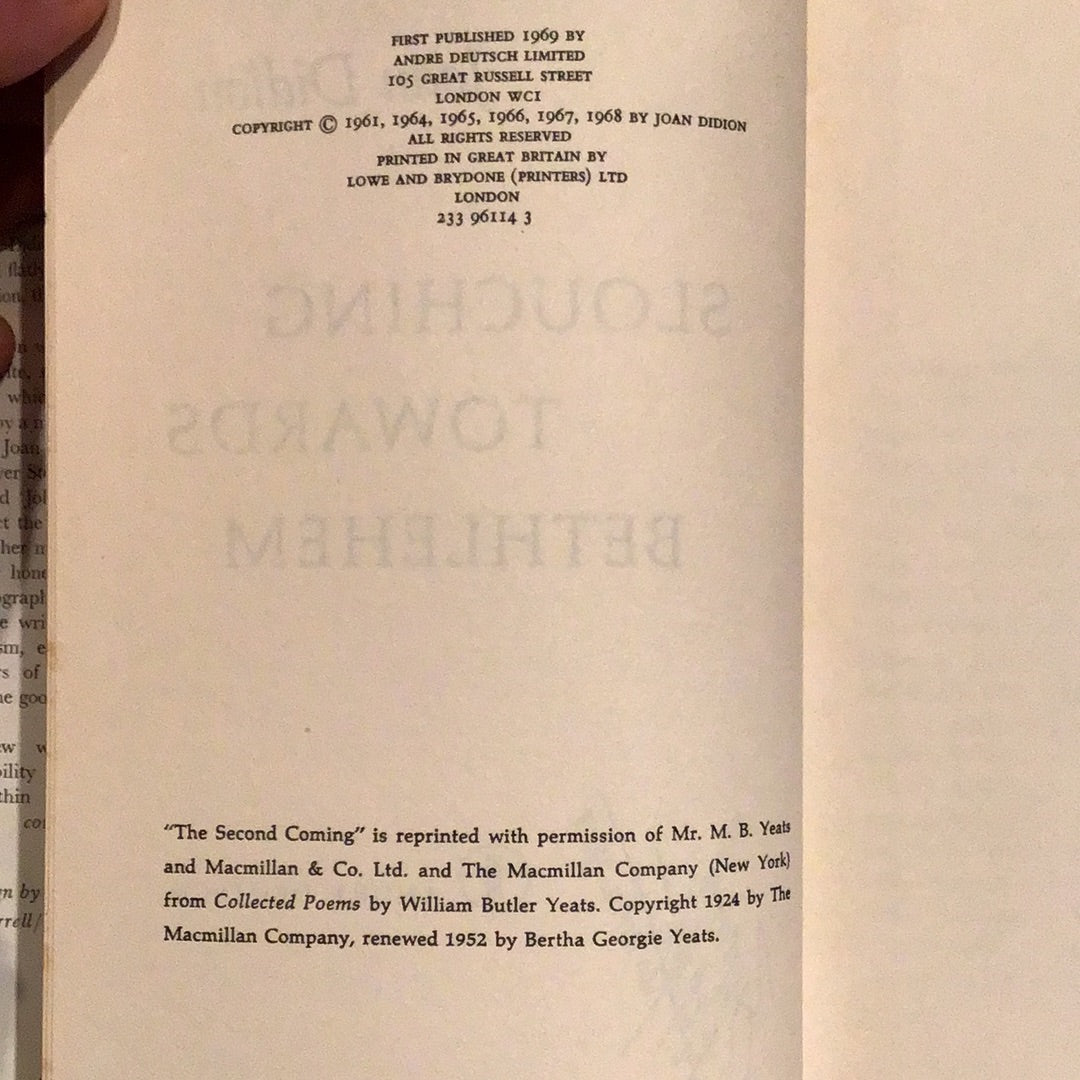 FIRST PUBLISHED 1969 BY
ANDRE DEUTSCH LIMITED
105 GREAT RUSSELL STREET
LONDON WC1
COPYRIGHT © 1961, 1964, 1965, 1966, 1967, 1968 BY JOAN DIDION
ALL RIGHTS RESERVED
PRINTED IN GREAT BRITAIN BY
LOWE AND BRYDONE (PRINTERS) LTD
LONDON
233 96114 3
SLOUCHING
TOWARDS
BETHLEHEM
"The Second Coming" is reprinted with permission of Mr. M. B. Yeats
and Macmillan & Co. Ltd. and The Macmillan Company (New York)
from Collected Poems by William Butler Yeats. Copyright 1924 by The
Macmillan Company, renewed 1952 by Bertha Georgie Yeats.